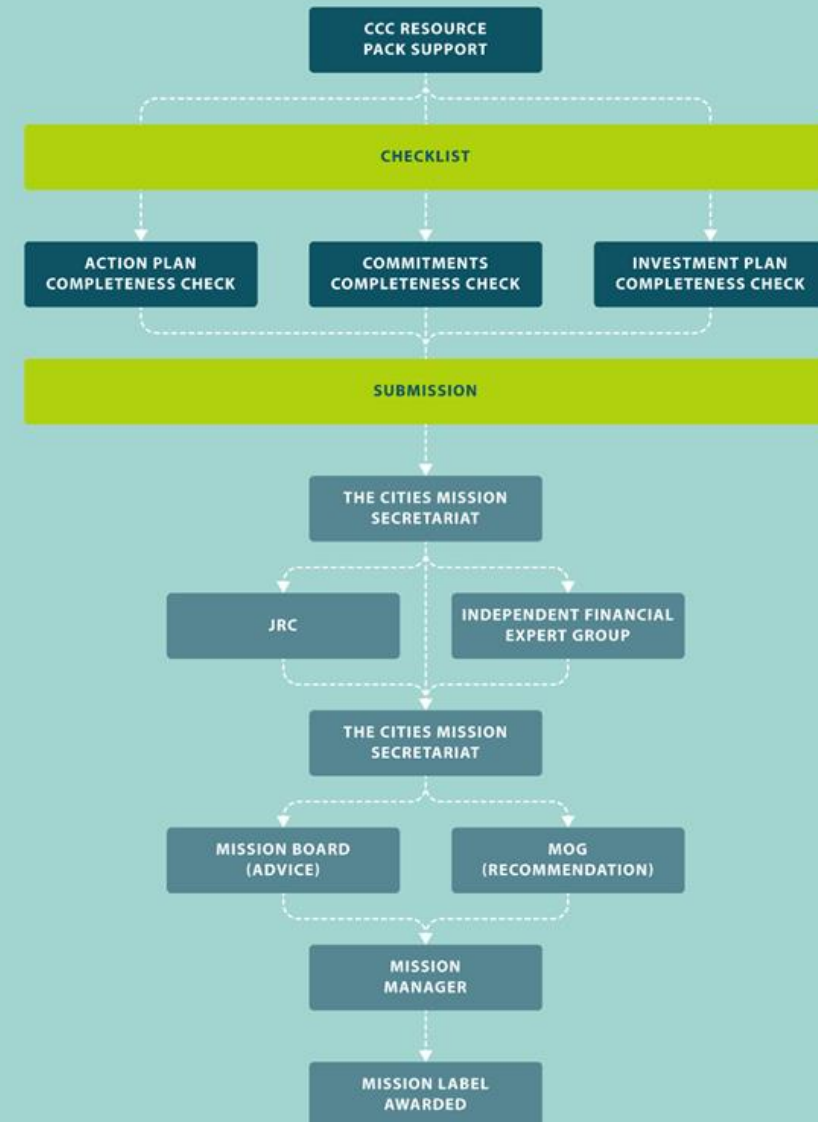 CCC RESOURCE
PACK SUPPORT
CHECKLIST
ACTION PLAN
COMPLETENESS CHECK
COMMITMENTS
COMPLETENESS CHECK
INVESTMENT PLAN
COMPLETENESS CHECK
SUBMISSION
THE CITIES MISSION
SECRETARIAT
JRC
INDEPENDENT FINANCIAL
EXPERT GROUP
THE CITIES MISSION
SECRETARIAT
MISSION BOARD
(ADVICE)
MOG
(RECOMMENDATION)
MISSION
MANAGER
MISSION LABEL
AWARDED